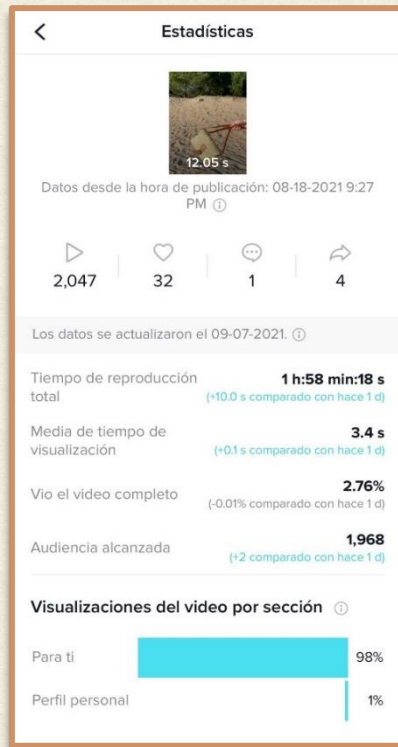 Estadísticas
12.05 s
Datos desde la hora de publicación: 08-18-2021 9:27
PM
2,047 32 1 4
Los datos se actualizaron el 09-07-2021.
Tiempo de reproducción total 1 h:58 min:18 s
(+10.0 s comparado con hace 1 d)
Media de tiempo de visualización 3.4 s
(+0.1 s comparado con hace 1 d)
Vio el video completo 2.76%
(-0.01% comparado con hace 1 d)
Audiencia alcanzada 1,968
(+2 comparado con hace 1 d)
Visualizaciones del video por sección
Para ti 98%
Perfil personal 1%